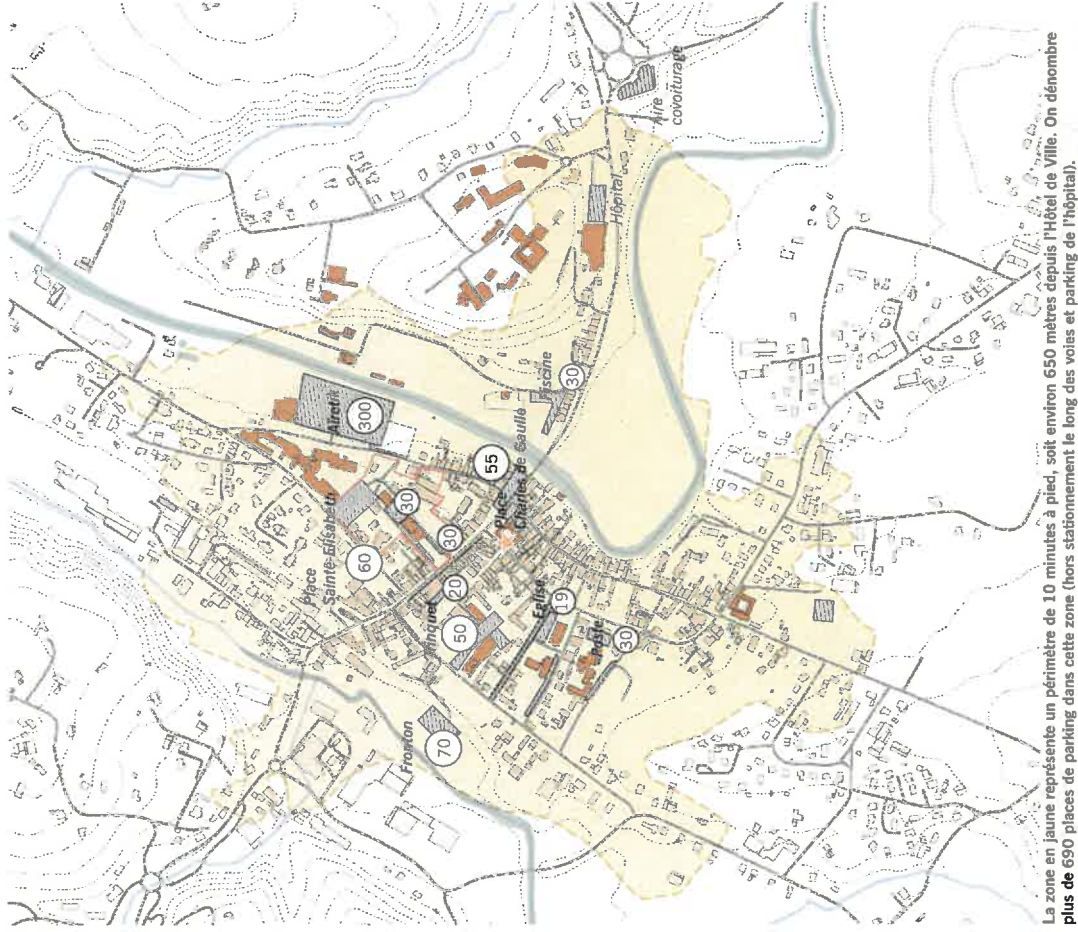 Aire
covoiturage
Hôpital
Piscine
30
300
55
Place
Charles de Gaulle
30
30
Place
Sainte-Elisabeth
60
20
Trinquet
50
Eglise
19
Poste
30
Fronton
70
La zone en jaune représente un périmètre de 10 minutes à pied, soit environ 650 mètres depuis l'Hôtel de Ville. On dénombre
plus de 690 places de parking dans cette zone (hors stationnement le long des voies et parking de l'hôpital).